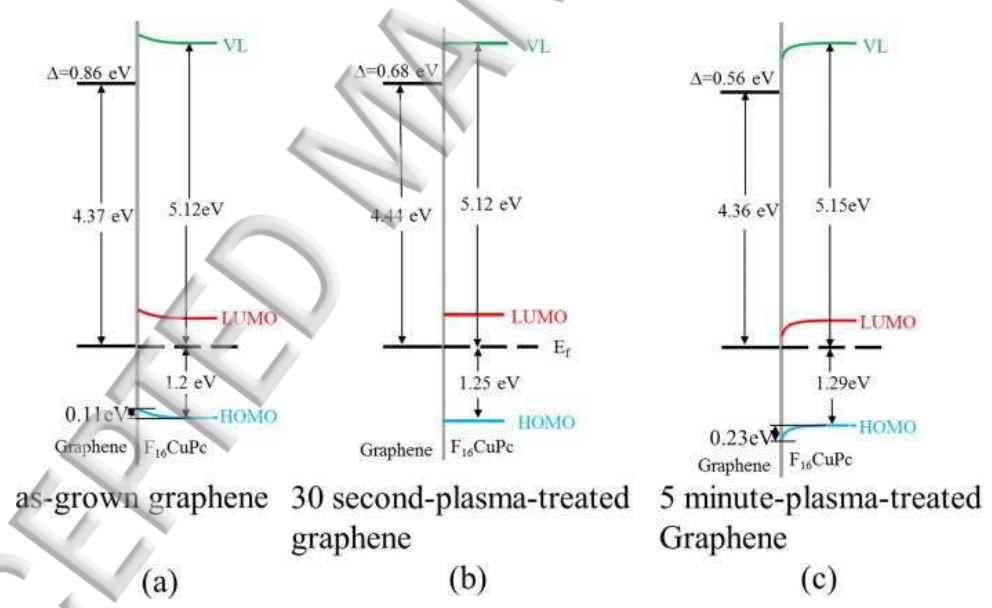 VL
Δ=0.86 eV
4.37 eV
5.12eV
LUMO
1.2 eV
0.11eV
HOMO
Graphene
F₁₆CuPc
as-grown graphene
(a)
VL
Δ=0.68 eV
4.44 eV
5.12 eV
LUMO
E_f
1.25 eV
HOMO
Graphene
F₁₆CuPc
30 second-plasma-treated
graphene
(b)
VL
Δ=0.56 eV
4.36 eV
5.15eV
LUMO
1.29eV
HOMO
0.23eV
Graphene
F₁₆CuPc
5 minute-plasma-treated
Graphene
(c)
CEPTED MA